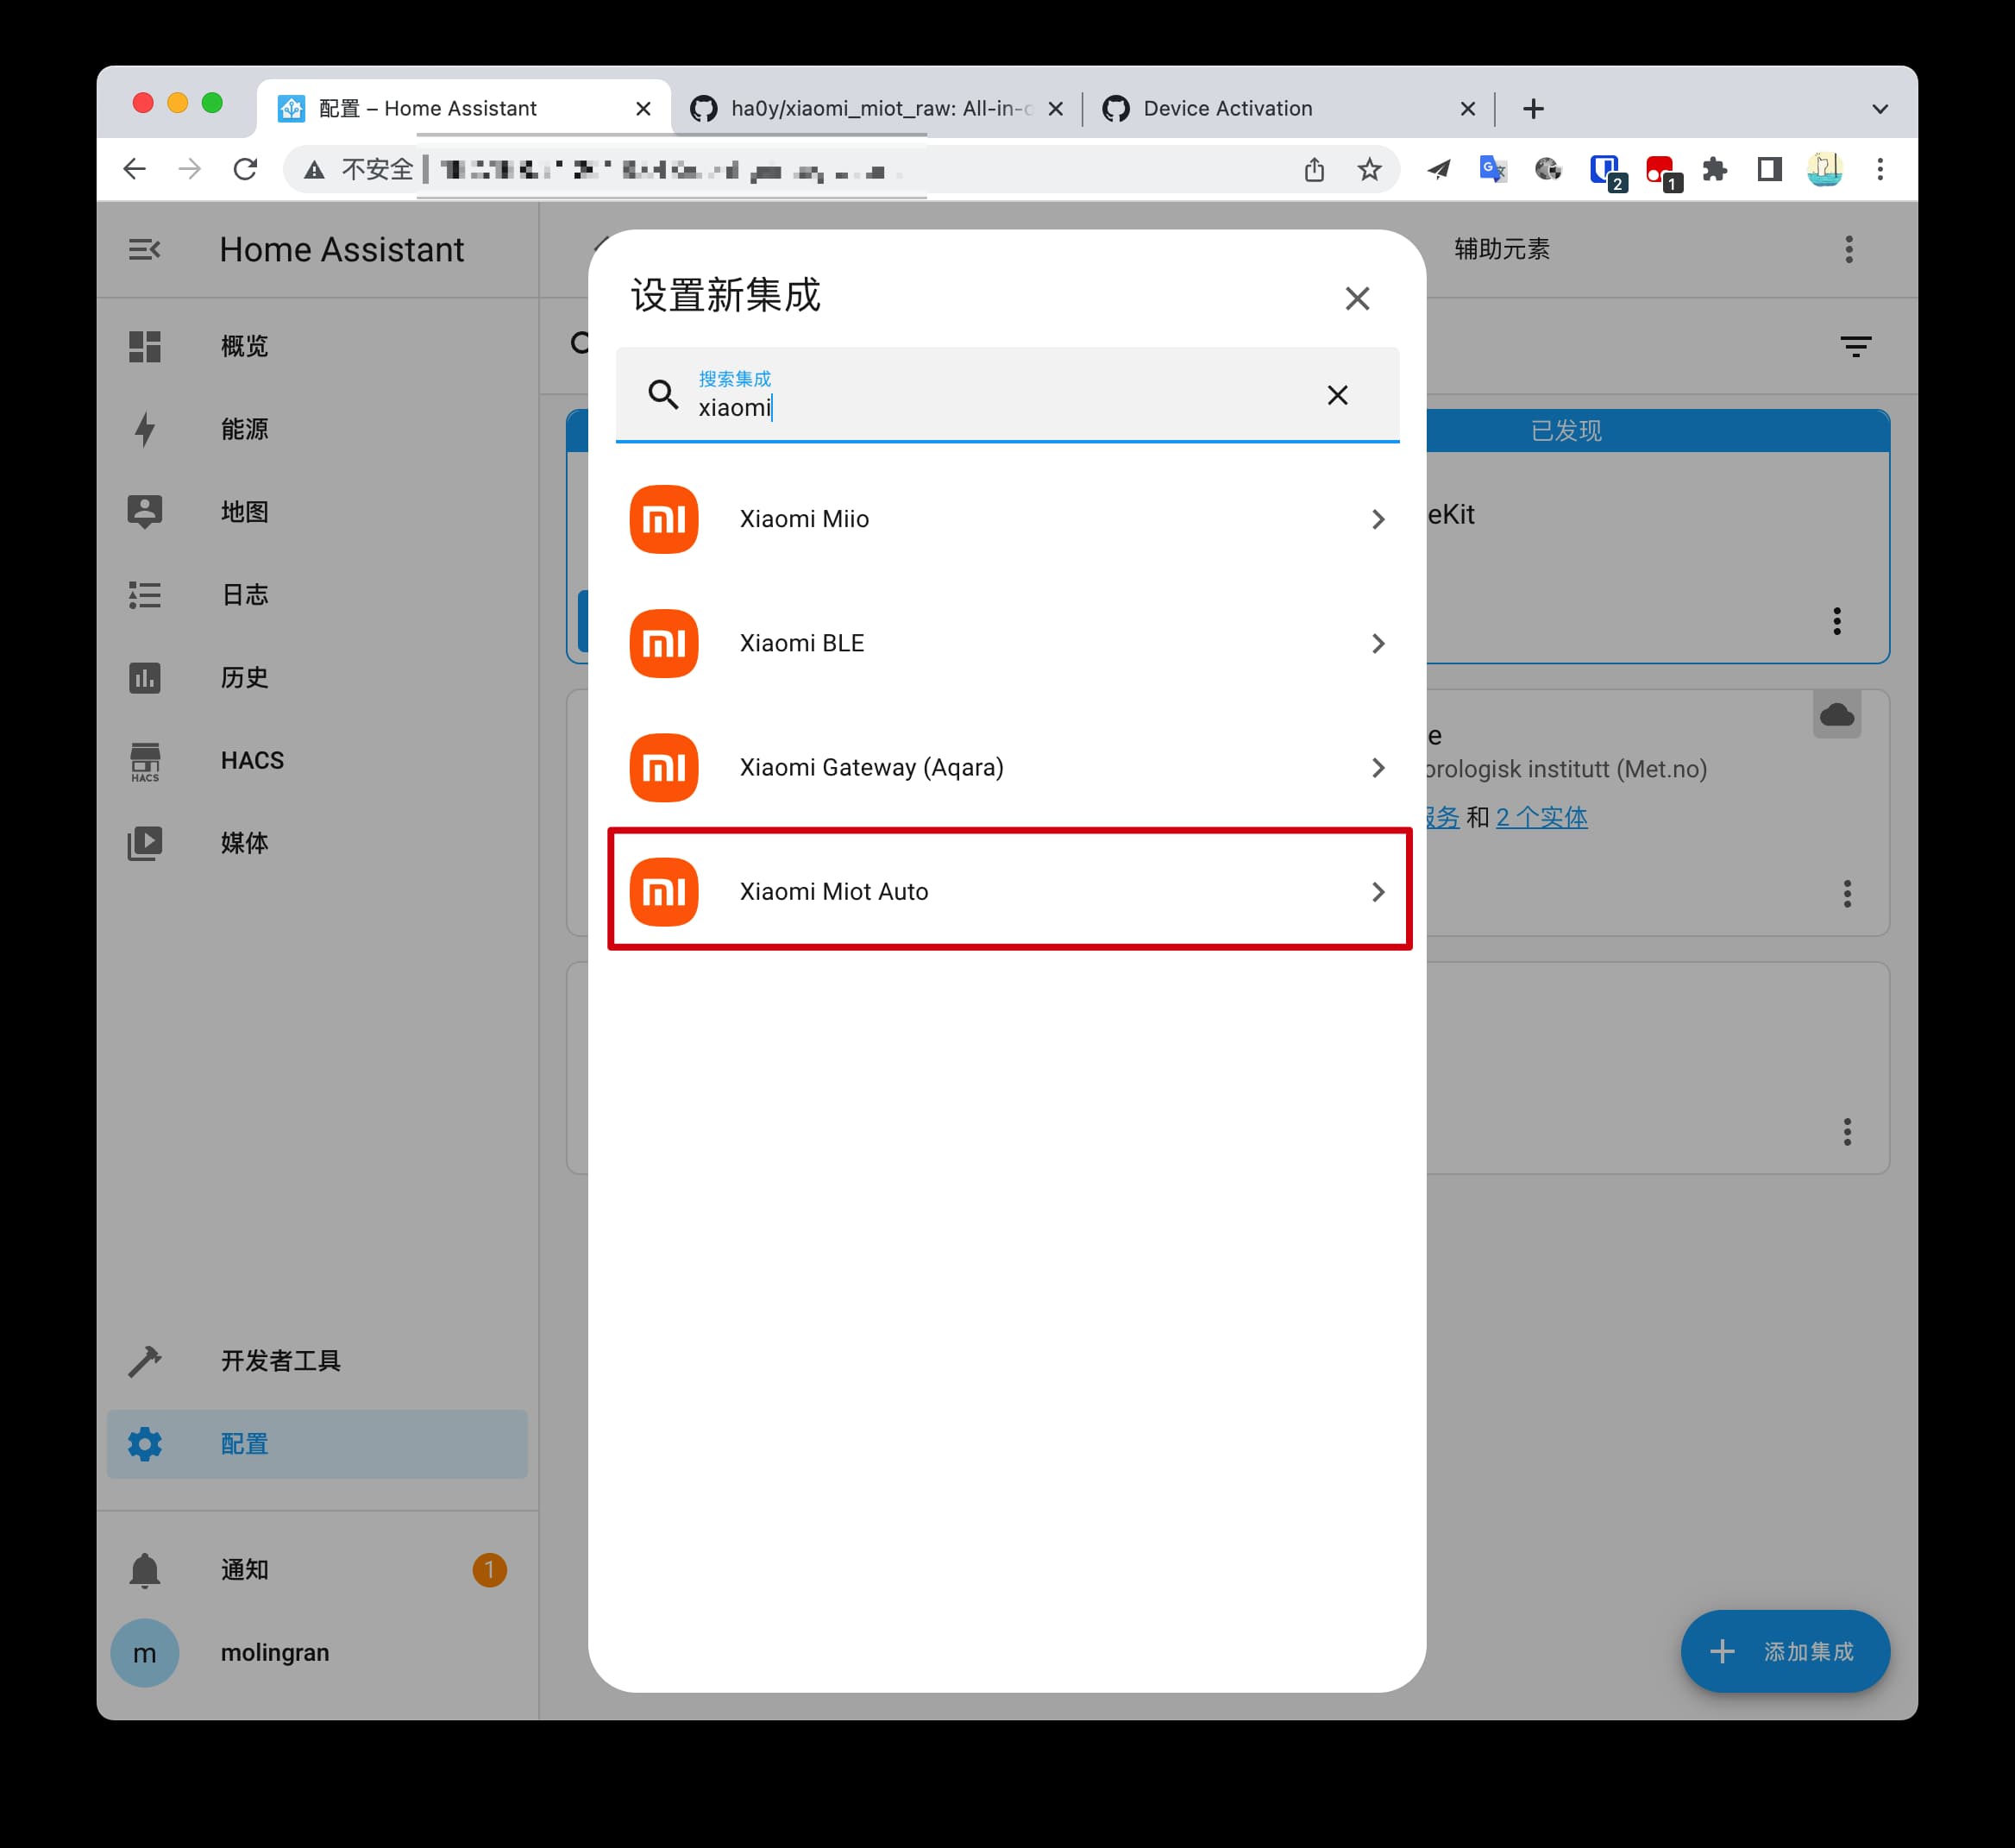 配置 – Home Assistant
ha0y/xiaomi_miot_raw: All-in-o
Device Activation
不安全
2
1
Home Assistant
辅助元素
概览
能源
地图
日志
历史
HACS
HACS
媒体
开发者工具
配置
通知
1
m
molingran
设置新集成
搜索集成
xiaomi
Xiaomi Miio
Xiaomi BLE
Xiaomi Gateway (Aqara)
Xiaomi Miot Auto
已发现
eKit
e
orologisk institutt (Met.no)
服务 和 2 个实体
添加集成